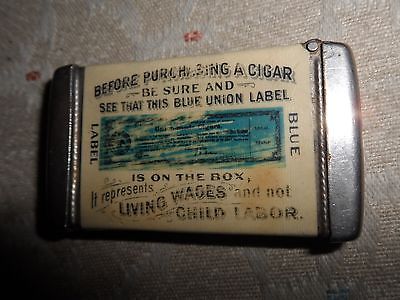 BEFORE PURCHASING A CIGAR
BE SURE AND
SEE THAT THIS BLUE UNION LABEL
LABEL
BLUE
IS ON THE BOX,
It represents LIVING WAGES and not
CHILD LABOR.